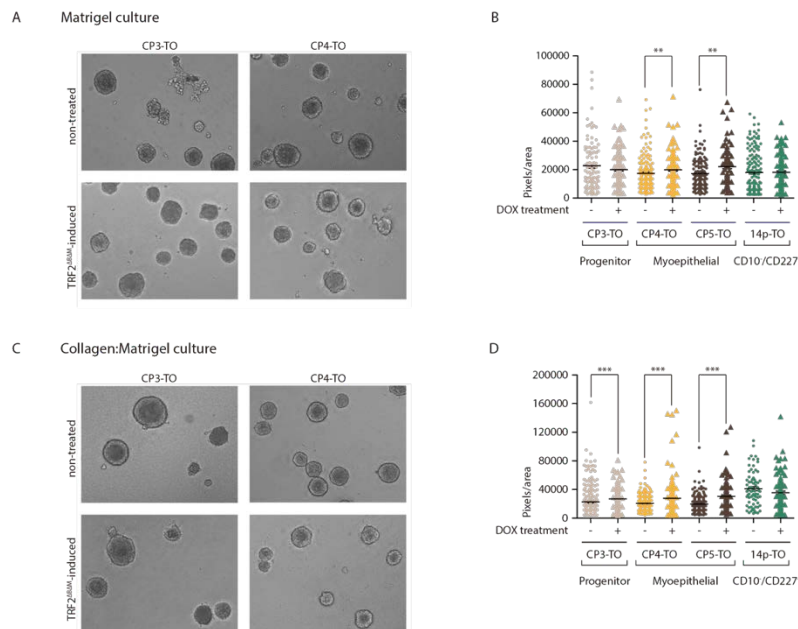 A Matrigel culture
CP3-TO CP4-TO
non-treated
TRF2ΔBΔM-induced
B
100000
80000
60000
40000
20000
0
Pixels/area
** **
DOX treatment - + - + - + - +
CP3-TO CP4-TO CP5-TO 14p-TO
Progenitor Myoepithelial CD10-/CD227
C Collagen:Matrigel culture
CP3-TO CP4-TO
non-treated
TRF2ΔBΔM-induced
D
200000
160000
120000
80000
40000
0
Pixels/area
*** *** ***
DOX treatment - + - + - + - +
CP3-TO CP4-TO CP5-TO 14p-TO
Progenitor Myoepithelial CD10-/CD227